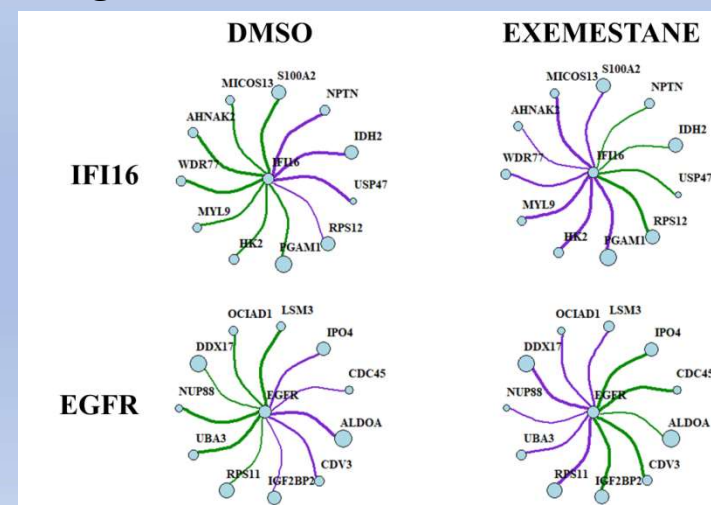 DMSO
EXEMESTANE
IFI16
MICOS13
S100A2
NPTN
AHNAK2
IDH2
WDR77
IFI16
USP47
MYL9
RPS12
HK2
PGAM1
MICOS13
S100A2
NPTN
AHNAK2
IDH2
WDR77
IFI16
USP47
MYL9
RPS12
HK2
PGAM1
EGFR
OCIAD1
LSM3
DDX17
IPO4
NUP88
CDC45
EGFR
UBA3
ALDOA
RPS11
IGF2BP2
CDV3
OCIAD1
LSM3
DDX17
IPO4
NUP88
CDC45
EGFR
UBA3
ALDOA
RPS11
IGF2BP2
CDV3